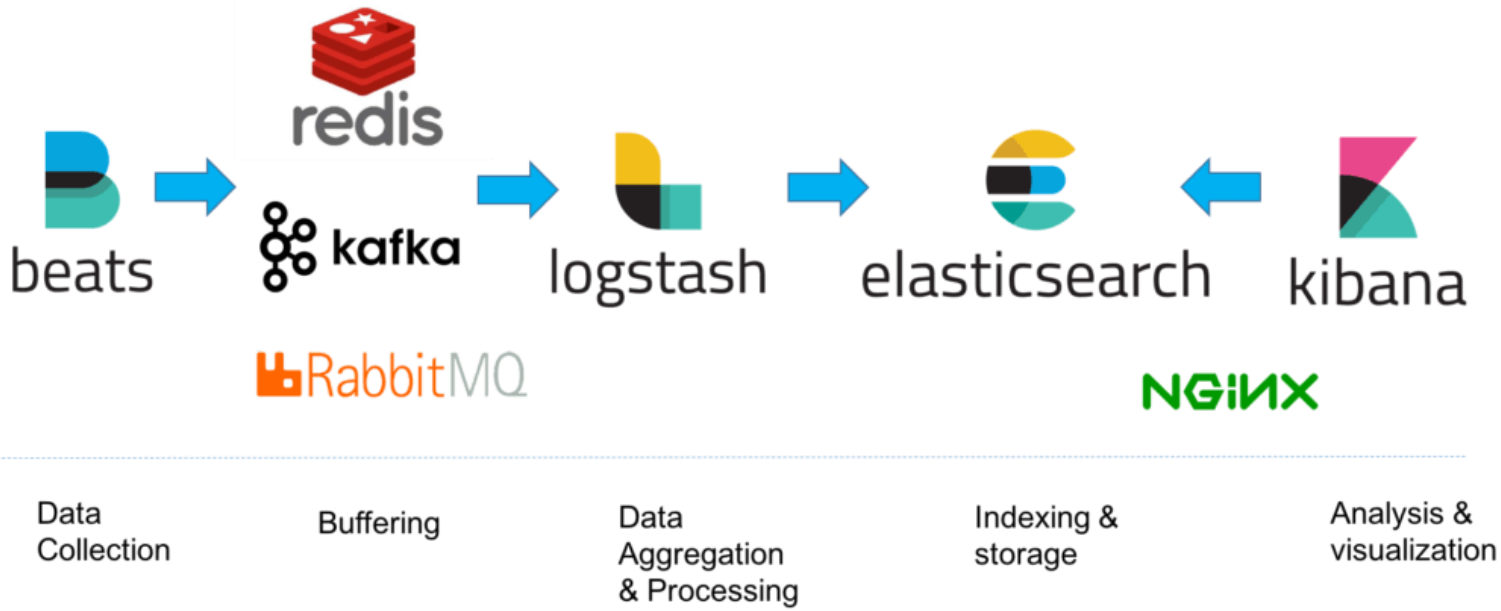 redis
beats
kafka
logstash
elasticsearch
kibana
RabbitMQ
NGINX
Data
Collection
Buffering
Data
Aggregation
& Processing
Indexing &
storage
Analysis &
visualization